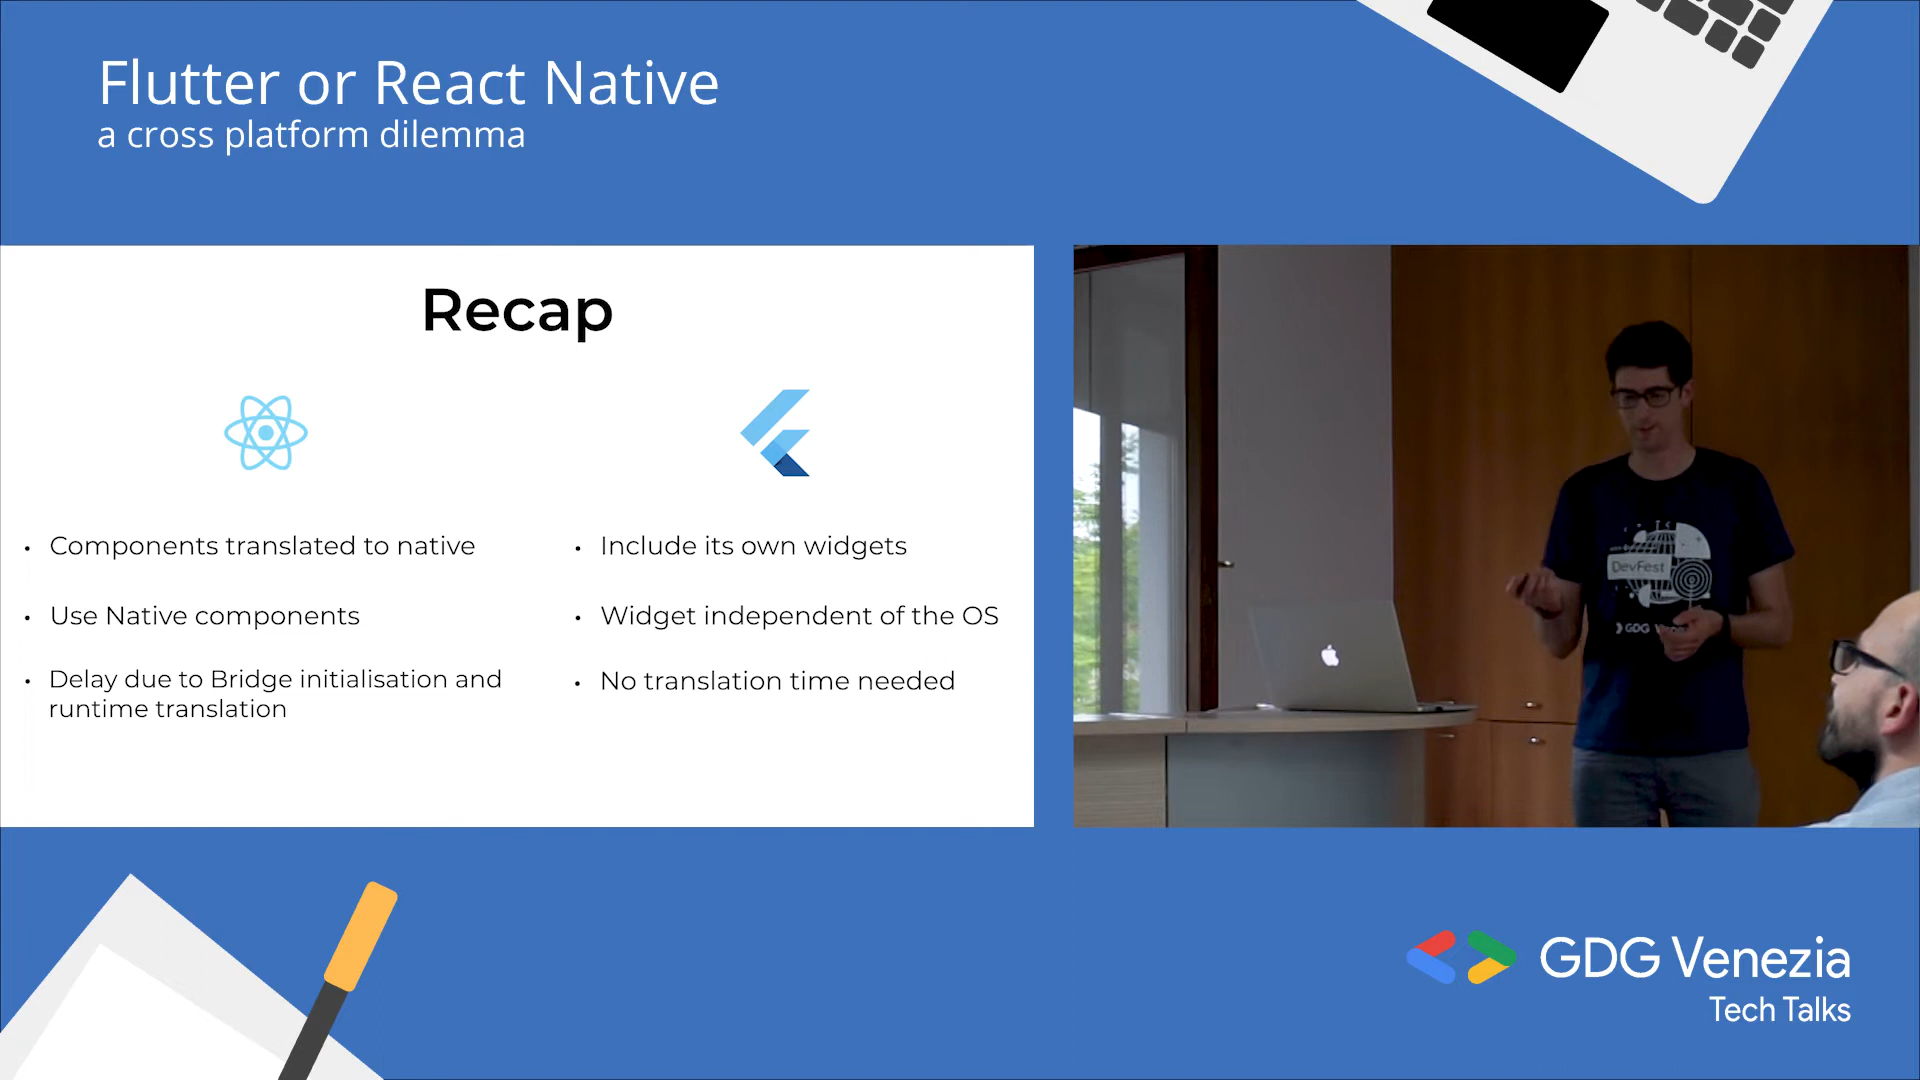 Flutter or React Native
a cross platform dilemma
Recap
• Components translated to native
• Use Native components
• Delay due to Bridge initialisation and
runtime translation
• Include its own widgets
• Widget independent of the OS
• No translation time needed
DevFest
GDG
GDG Venezia
Tech Talks